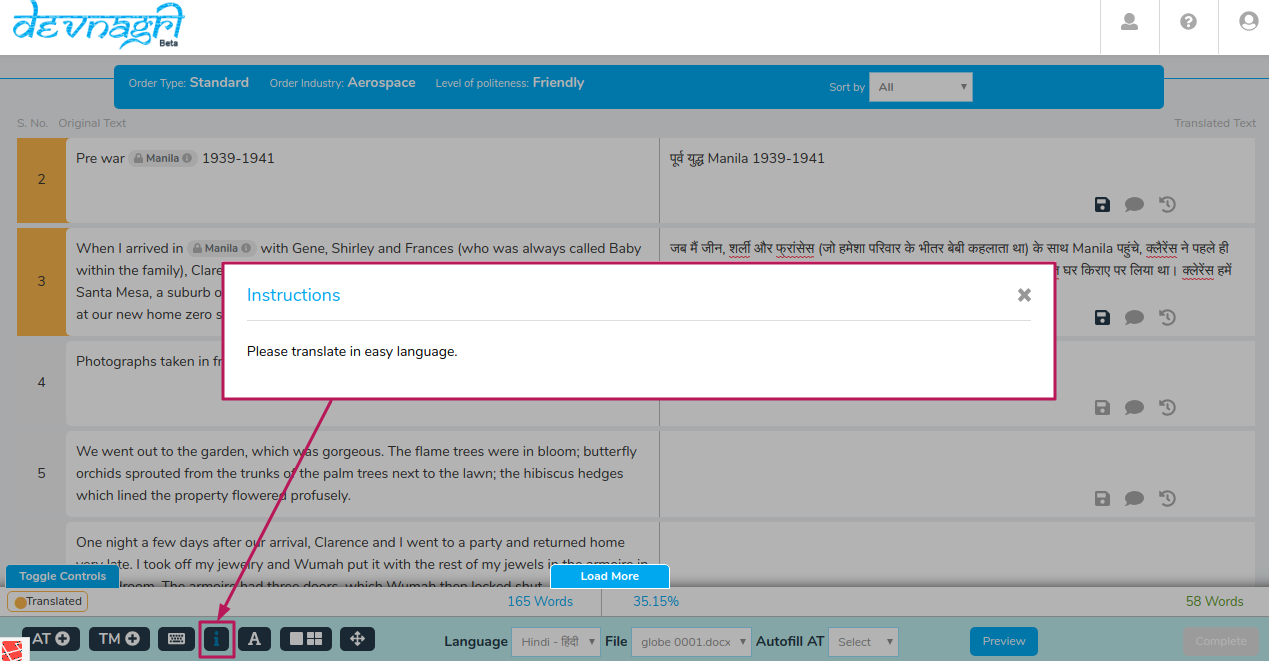 devnagri
Beta
Order Type: Standard Order Industry: Aerospace Level of politeness: Friendly Sort by All
S. No. Original Text Translated Text
2 Pre war Manila 1939-1941 पूर्व युद्ध Manila 1939-1941
When I arrived in Manila with Gene, Shirley and Frances (who was always called Baby जब मैं जीन, शर्ली और फ्रांसेस (जो हमेशा परिवार के भीतर बेबी कहलाता था) के साथ Manila पहुंचे, क्लैरेंस ने पहले ही
within the family), Clare घर किराए पर लिया था। क्लेरेंस हमें
3 Santa Mesa, a suburb o
at our new home zero s
Instructions
Please translate in easy language.
4 Photographs taken in fr
We went out to the garden, which was gorgeous. The flame trees were in bloom; butterfly
5 orchids sprouted from the trunks of the palm trees next to the lawn; the hibiscus hedges
which lined the property flowered profusely.
One night a few days after our arrival, Clarence and I went to a party and returned home
very late. I took off my jewelry and Wumah put it with the rest of my jewels in the armoire in
droom. The armoire had three doors, which Wumah then locked shut
Toggle Controls Load More
Translated 165 Words 35.15% 58 Words
AT TM i A Language Hindi - हिंदी File globe 0001.docx Autofill AT Select Preview Complete